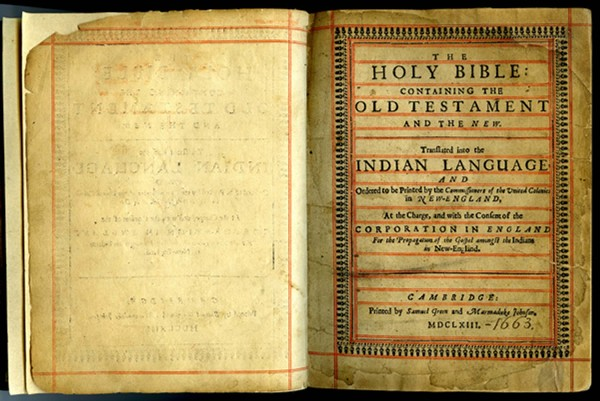 THE
HOLY BIBLE:
CONTAINING THE
OLD TESTAMENT
AND THE NEW.
Translated into the
INDIAN LANGUAGE
AND
Ordered to be Printed by the Commissioners of the United Colonies
in NEW-ENGLAND,
At the Charge, and with the Consent of the
CORPORATION IN ENGLAND
For the Propagation of the Gospel amongst the Indians
in New-England.
CAMBRIDGE:
Printed by Samuel Green and Marmaduke Johnson.
MDCLXIII. -1663.